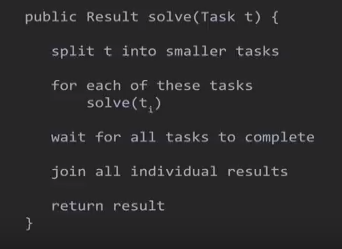 public Result solve(Task t) {
split t into smaller tasks
for each of these tasks
solve(ti)
wait for all tasks to complete
join all individual results
return result
}